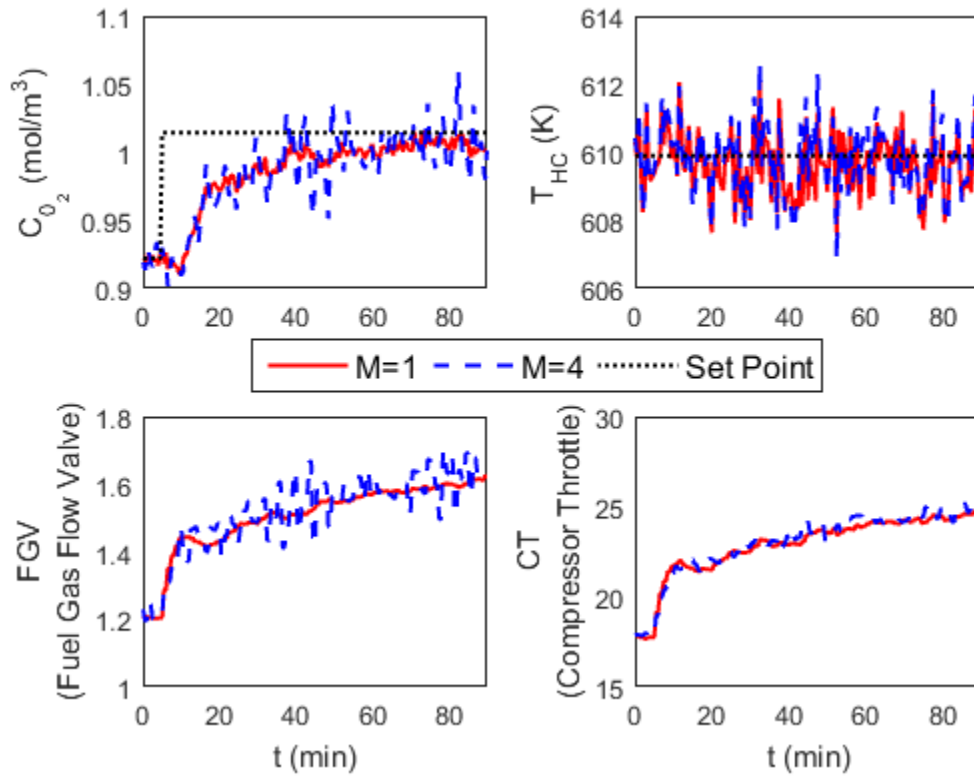 C₀₂ (mol/m³)
1.1
1.05
1
0.95
0.9
0 20 40 60 80
T_HC (K)
614
612
610
608
606
0 20 40 60 80
M=1 M=4 Set Point
FGV
(Fuel Gas Flow Valve)
1.8
1.6
1.4
1.2
1
0 20 40 60 80
t (min)
CT
(Compressor Throttle)
30
25
20
15
0 20 40 60 80
t (min)